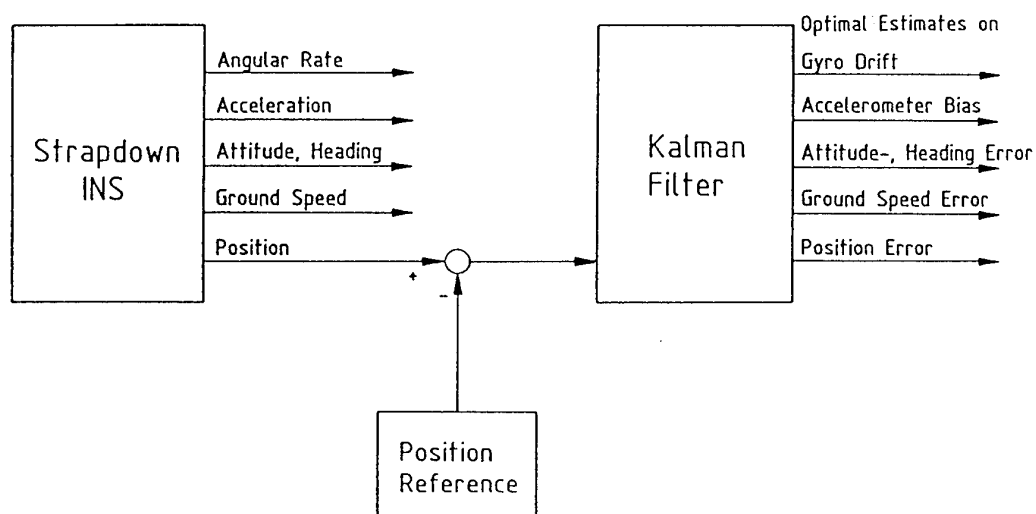 Strapdown
INS
Angular Rate
Acceleration
Attitude, Heading
Ground Speed
Position
+
-
Position
Reference
Kalman
Filter
Optimal Estimates on
Gyro Drift
Accelerometer Bias
Attitude-, Heading Error
Ground Speed Error
Position Error